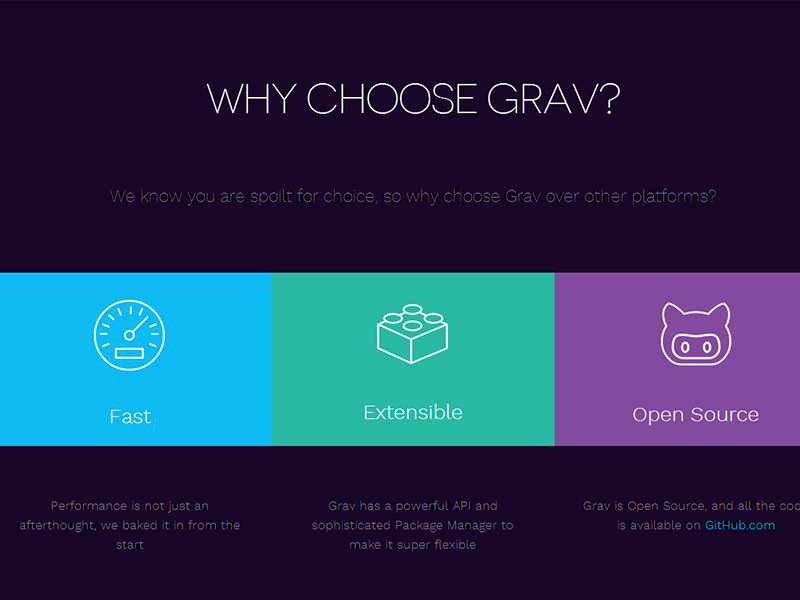 WHY CHOOSE GRAV?
We know you are spoilt for choice, so why choose Grav over other platforms?
Fast
Extensible
Open Source
Performance is not just an
afterthought, we baked it in from the
start
Grav has a powerful API and
sophisticated Package Manager to
make it super flexible
Grav is Open Source, and all the
is available on GitHub.com